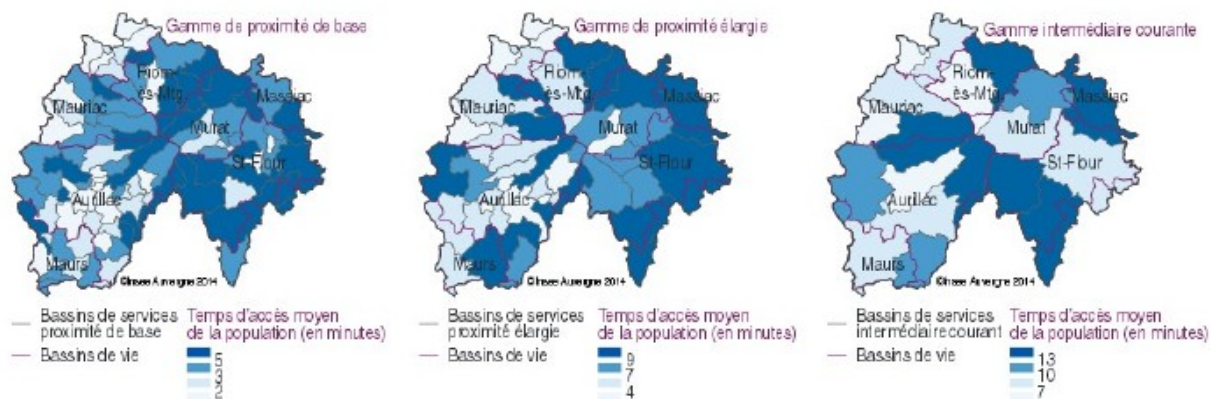 Gamme de proximité de base
Riom-
ès-Mtg.
Mauriac
Massiac
Murat
St-Flour
Aurillac
Maurs
©Insee Auvergne 2014
Bassins de services
proximité de base
Bassins de vie
Temps d'accès moyen
de la population (en minutes)
5
3
2
Gamme de proximité élargie
Riom-
ès-Mtg.
Mauriac
Massiac
Murat
St-Flour
Aurillac
Maurs
©Insee Auvergne 2014
Bassins de services
proximité élargie
Bassins de vie
Temps d'accès moyen
de la population (en minutes)
9
7
4
Gamme intermédiaire courante
Riom-
ès-Mtg.
Mauriac
Massiac
Murat
St-Flour
Aurillac
Maurs
©Insee Auvergne 2014
Bassins de services
intermédiaire courant
Bassins de vie
Temps d'accès moyen
de la population (en minutes)
13
10
7